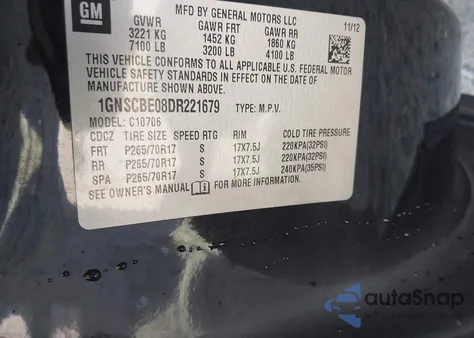 GM
MFD BY GENERAL MOTORS LLC
11/12
GVWR GAWR FRT GAWR RR
3221 KG 1452 KG 1860 KG
7100 LB 3200 LB 4100 LB
THIS VEHICLE CONFORMS TO ALL APPLICABLE U.S. FEDERAL MOTOR
VEHICLE SAFETY STANDARDS IN EFFECT ON THE DATE OF
MANUFACTURE SHOWN ABOVE.
1GNSCBE08DR221679 TYPE: M.P.V.
MODEL: C10706
CDCZ TIRE SIZE SPEED RTG RIM COLD TIRE PRESSURE
FRT P265/70R17 S 17X7.5J 220KPA(32PSI)
RR P265/70R17 S 17X7.5J 220KPA(32PSI)
SPA P265/70R17 S 17X7.5J 240KPA(35PSI)
SEE OWNER'S MANUAL FOR MORE INFORMATION.
autoSnap